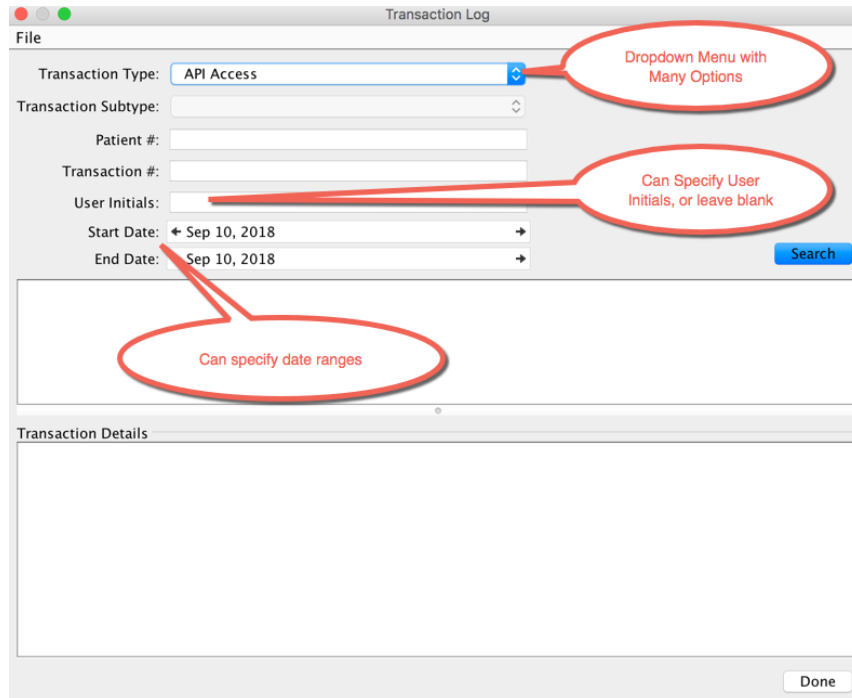 Transaction Log
File
Transaction Type: API Access
Dropdown Menu with
Many Options
Transaction Subtype:
Patient #:
Transaction #:
Can Specify User
Initials, or leave blank
User Initials:
Start Date: Sep 10, 2018
End Date: Sep 10, 2018
Search
Can specify date ranges
Transaction Details
Done